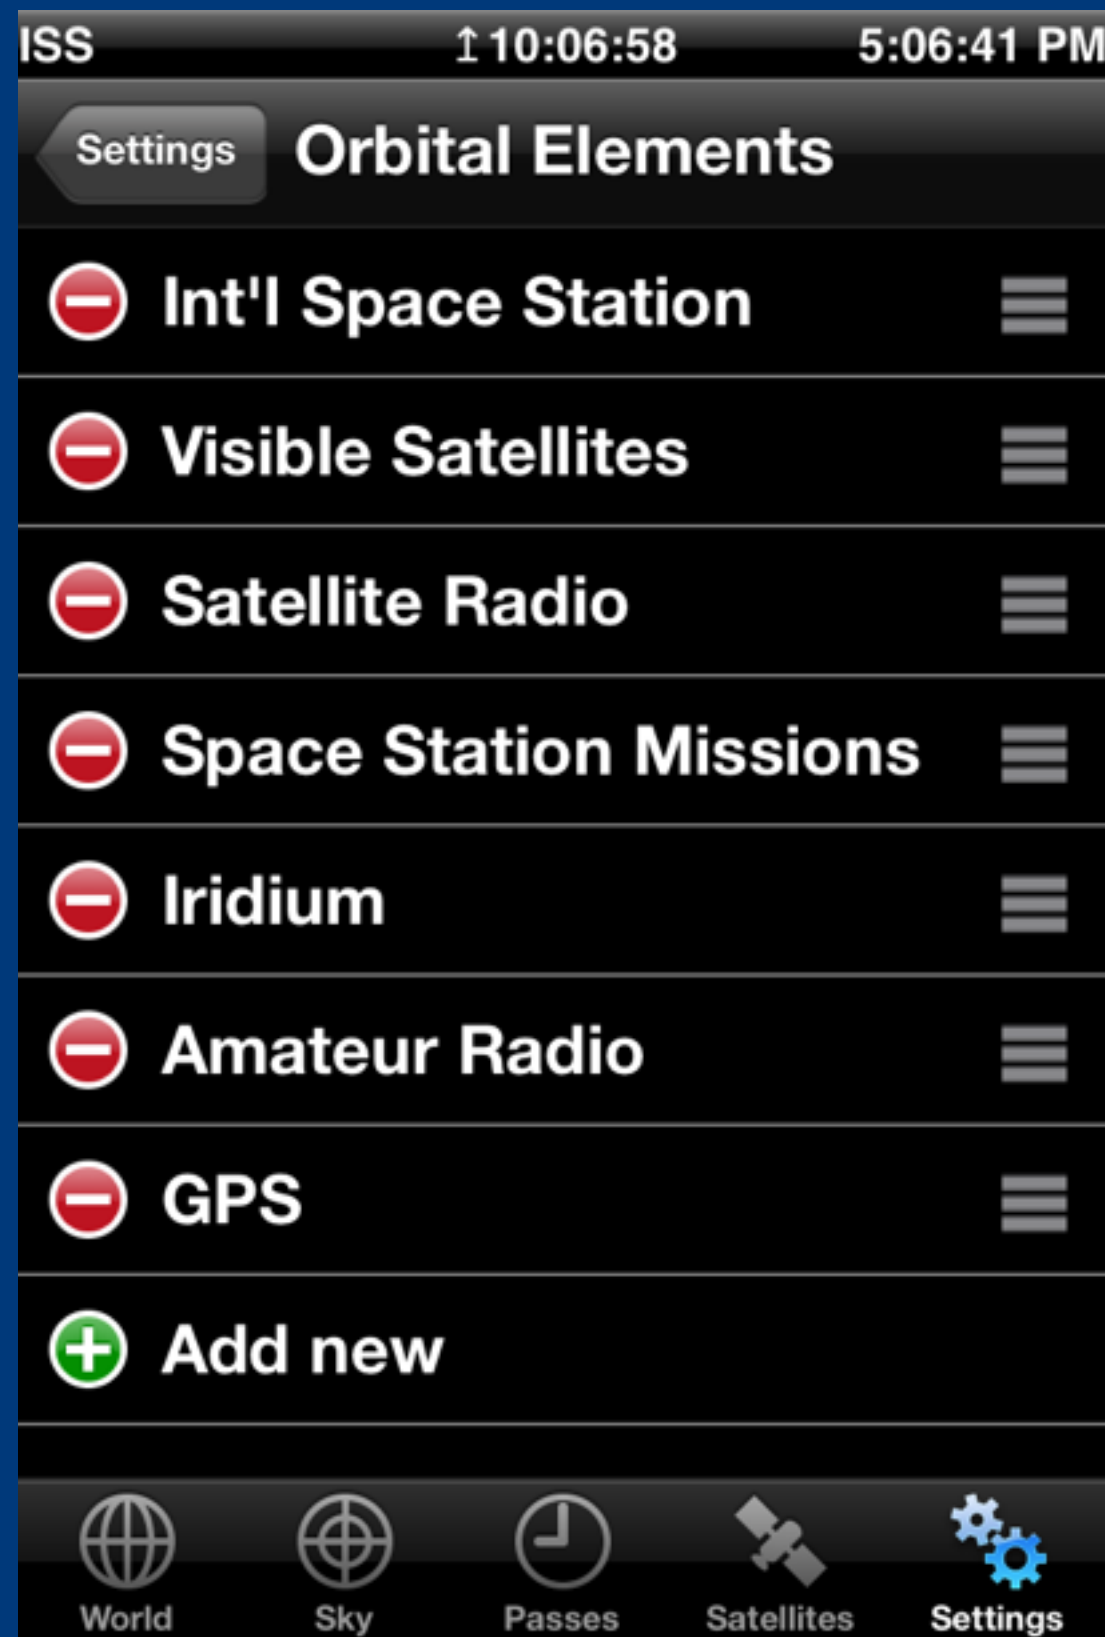 ISS ↥10:06:58 5:06:41 PM
Settings Orbital Elements
Int'l Space Station
Visible Satellites
Satellite Radio
Space Station Missions
Iridium
Amateur Radio
GPS
Add new
World Sky Passes Satellites Settings